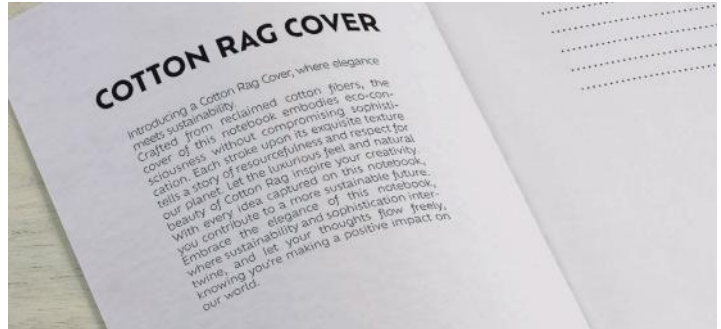 COTTON RAG COVER
Introducing a Cotton Rag Cover, where elegance
meets sustainability.
Crafted from reclaimed cotton fibers, the
cover of this notebook embodies eco-con-
sciousness without compromising sophisti-
cation. Each stroke upon its exquisite texture
tells a story of resourcefulness and respect for
our planet. Let the luxurious feel and natural
beauty of Cotton Rag inspire your creativity.
With every idea captured on this notebook,
you contribute to a more sustainable future.
Embrace the elegance of this notebook,
where sustainability and sophistication inter-
twine, and let your thoughts flow freely,
knowing you're making a positive impact on
our world.